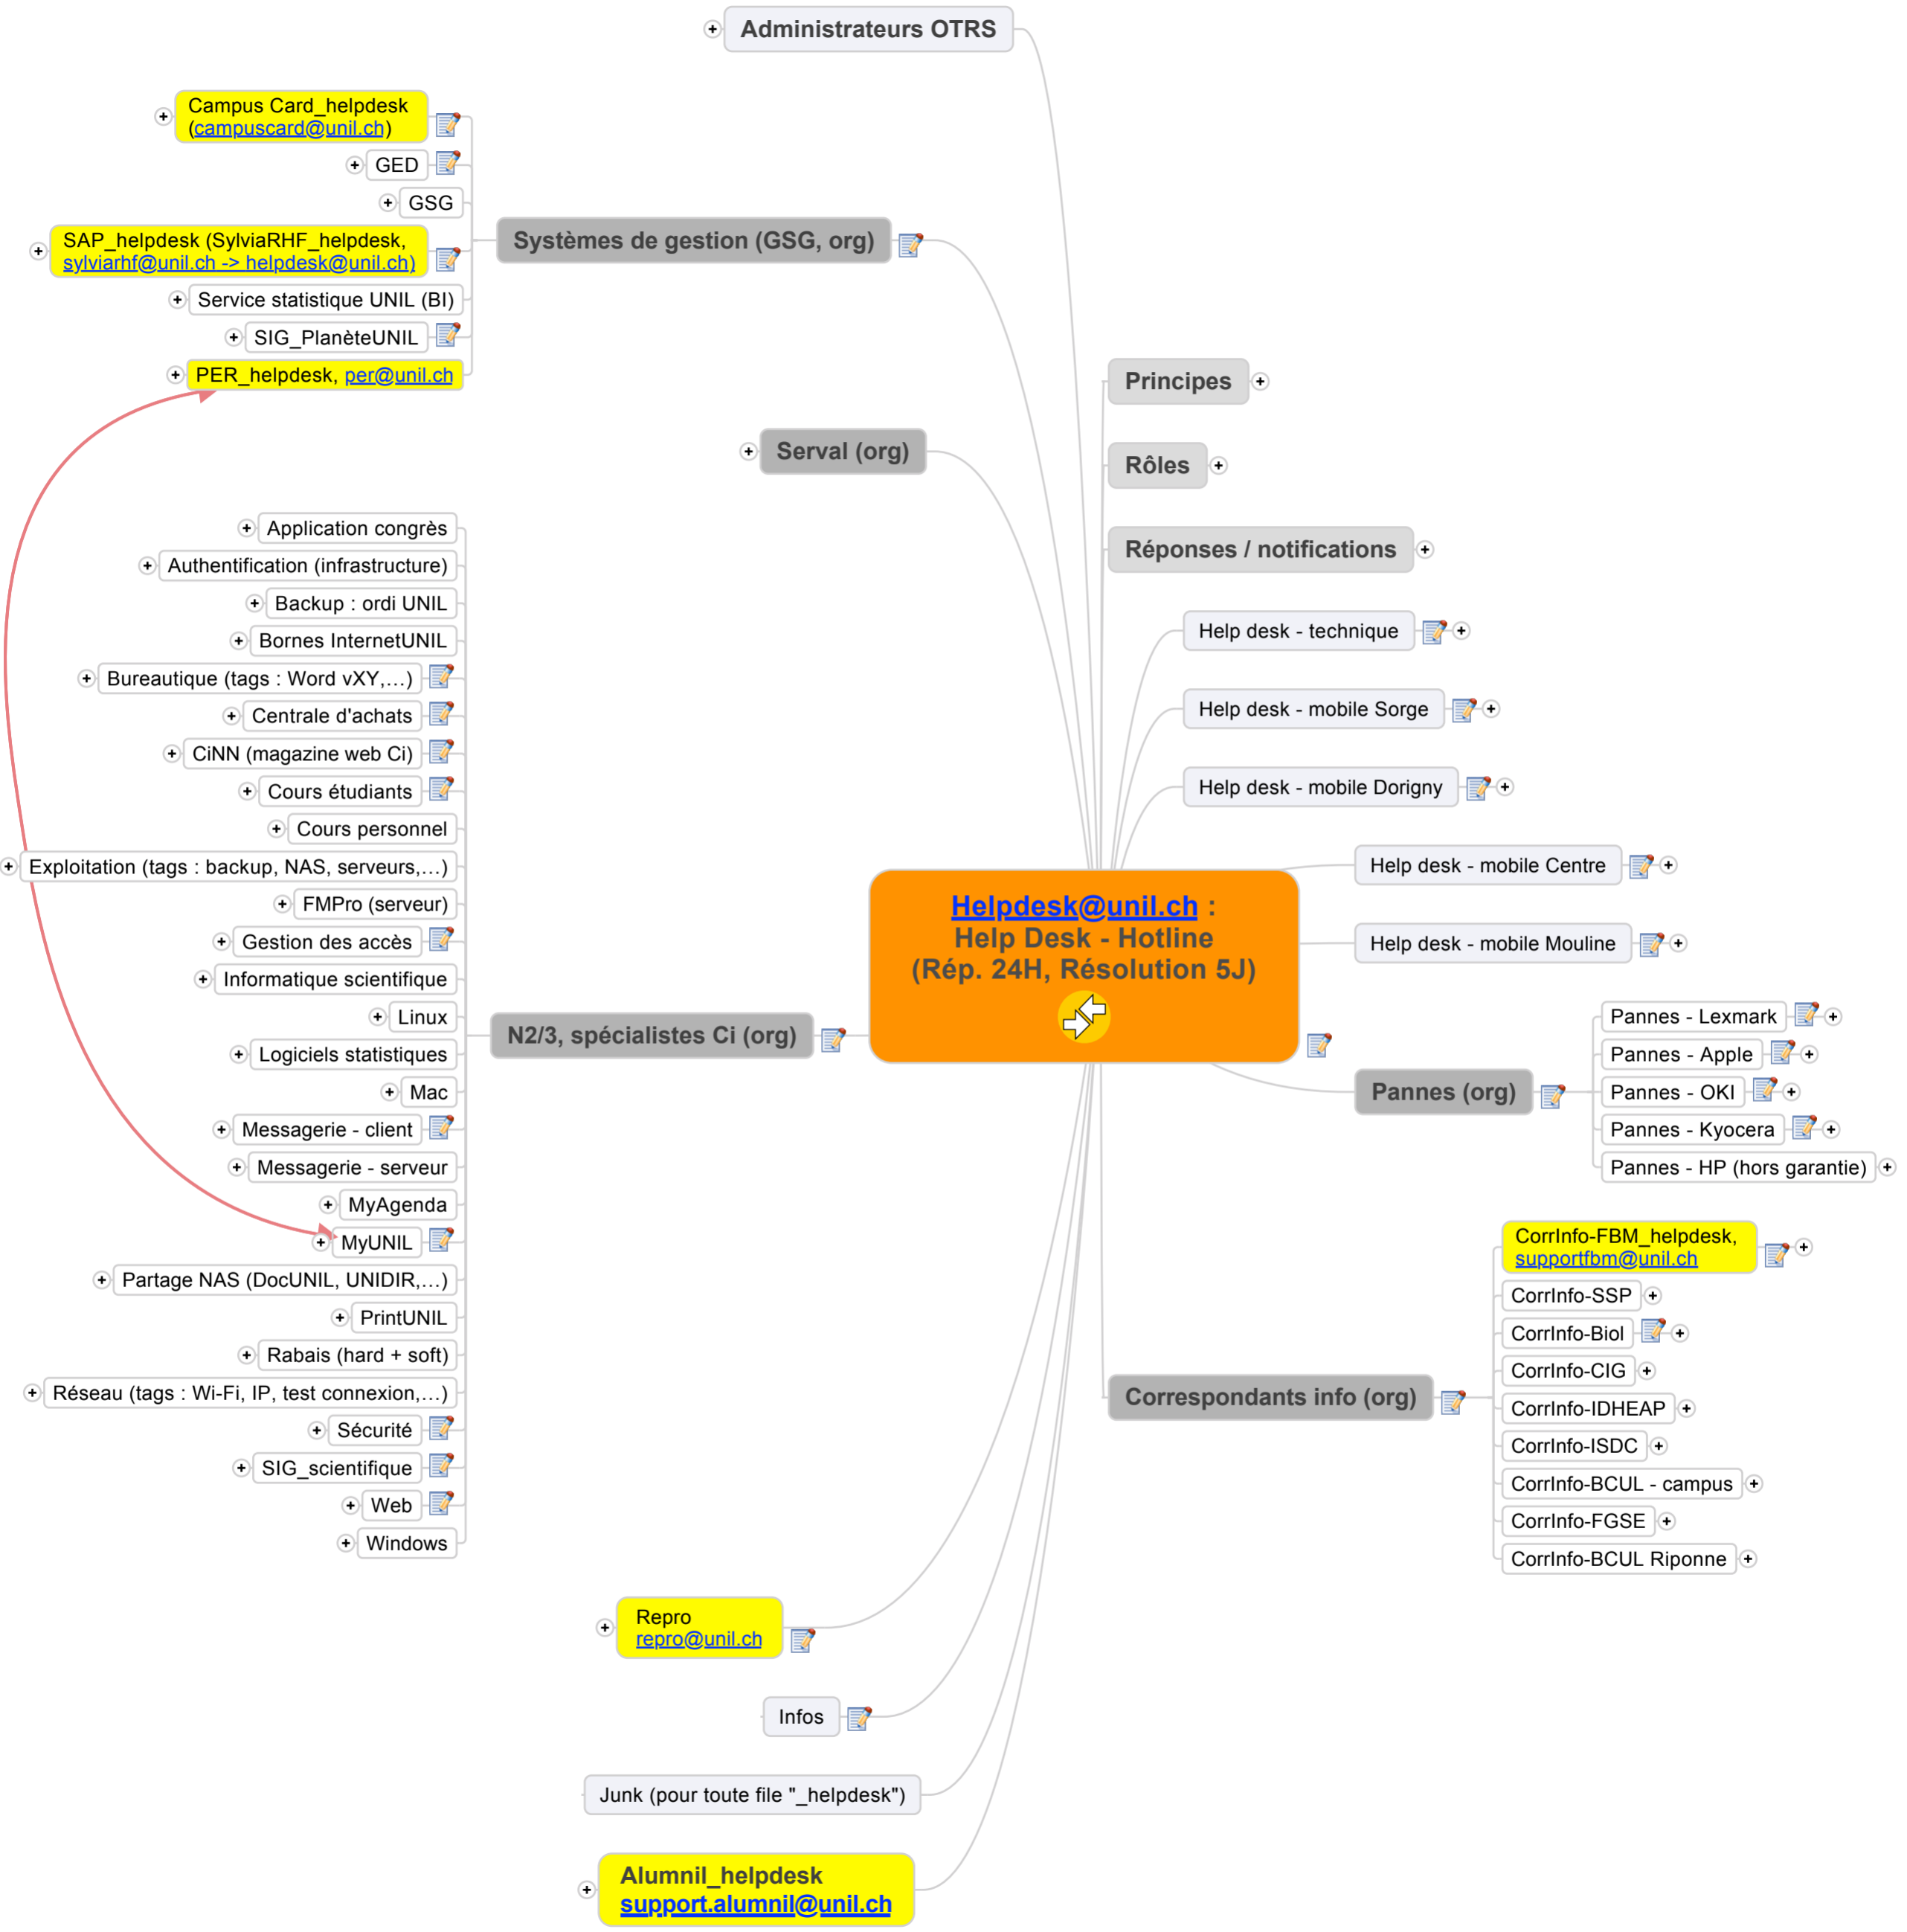 Administrateurs OTRS
Campus Card_helpdesk
(campuscard@unil.ch)
GED
GSG
SAP_helpdesk (SylviaRHF_helpdesk,
sylviarhf@unil.ch -> helpdesk@unil.ch)
Service statistique UNIL (BI)
SIG_PlanèteUNIL
PER_helpdesk, per@unil.ch
Systèmes de gestion (GSG, org)
Serval (org)
Application congrès
Authentification (infrastructure)
Backup : ordi UNIL
Bornes InternetUNIL
Bureautique (tags : Word vXY,...)
Centrale d'achats
CiNN (magazine web Ci)
Cours étudiants
Cours personnel
Exploitation (tags : backup, NAS, serveurs,...)
FMPro (serveur)
Gestion des accès
Informatique scientifique
Linux
Logiciels statistiques
Mac
Messagerie - client
Messagerie - serveur
MyAgenda
MyUNIL
Partage NAS (DocUNIL, UNIDIR,...)
PrintUNIL
Rabais (hard + soft)
Réseau (tags : Wi-Fi, IP, test connexion,...)
Sécurité
SIG_scientifique
Web
Windows
N2/3, spécialistes Ci (org)
Repro
repro@unil.ch
Infos
Junk (pour toute file "_helpdesk")
Alumnil_helpdesk
support.alumnil@unil.ch
Helpdesk@unil.ch :
Help Desk - Hotline
(Rép. 24H, Résolution 5J)
Principes
Rôles
Réponses / notifications
Help desk - technique
Help desk - mobile Sorge
Help desk - mobile Dorigny
Help desk - mobile Centre
Help desk - mobile Mouline
Pannes (org)
Pannes - Lexmark
Pannes - Apple
Pannes - OKI
Pannes - Kyocera
Pannes - HP (hors garantie)
Correspondants info (org)
CorrInfo-FBM_helpdesk,
supportfbm@unil.ch
CorrInfo-SSP
CorrInfo-Biol
CorrInfo-CIG
CorrInfo-IDHEAP
CorrInfo-ISDC
CorrInfo-BCUL - campus
CorrInfo-FGSE
CorrInfo-BCUL Riponne